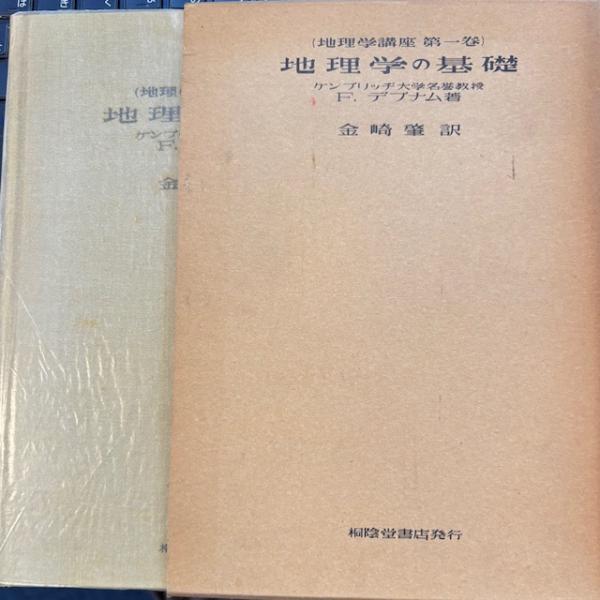 (地理学講座 第一巻)
地理学の基礎
ケンブリッヂ大学名誉教授
F. デブナム著
金崎肇訳
桐陰堂書店発行
(地理
地理
ケンブ
F.
金